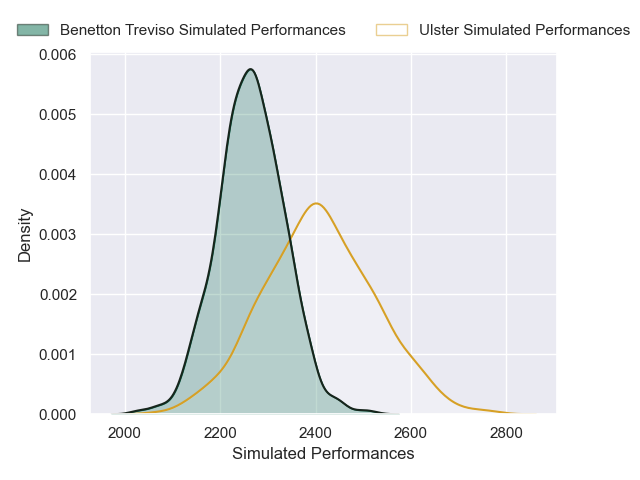 Benetton Treviso Simulated Performances
Ulster Simulated Performances
0.006
0.005
0.004
0.003
0.002
0.001
0.000
Density
2000 2200 2400 2600 2800
Simulated Performances